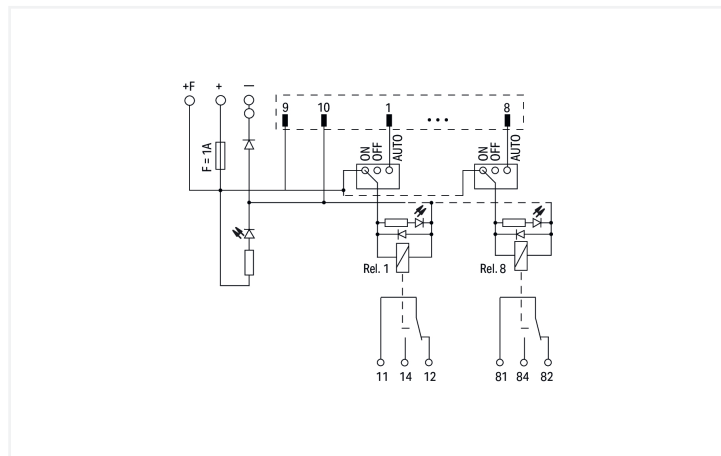 +F + –
9 10 1 ... 8
F = 1A
ON OFF AUTO
ON OFF AUTO
Rel. 1
Rel. 8
11 14 12
81 84 82